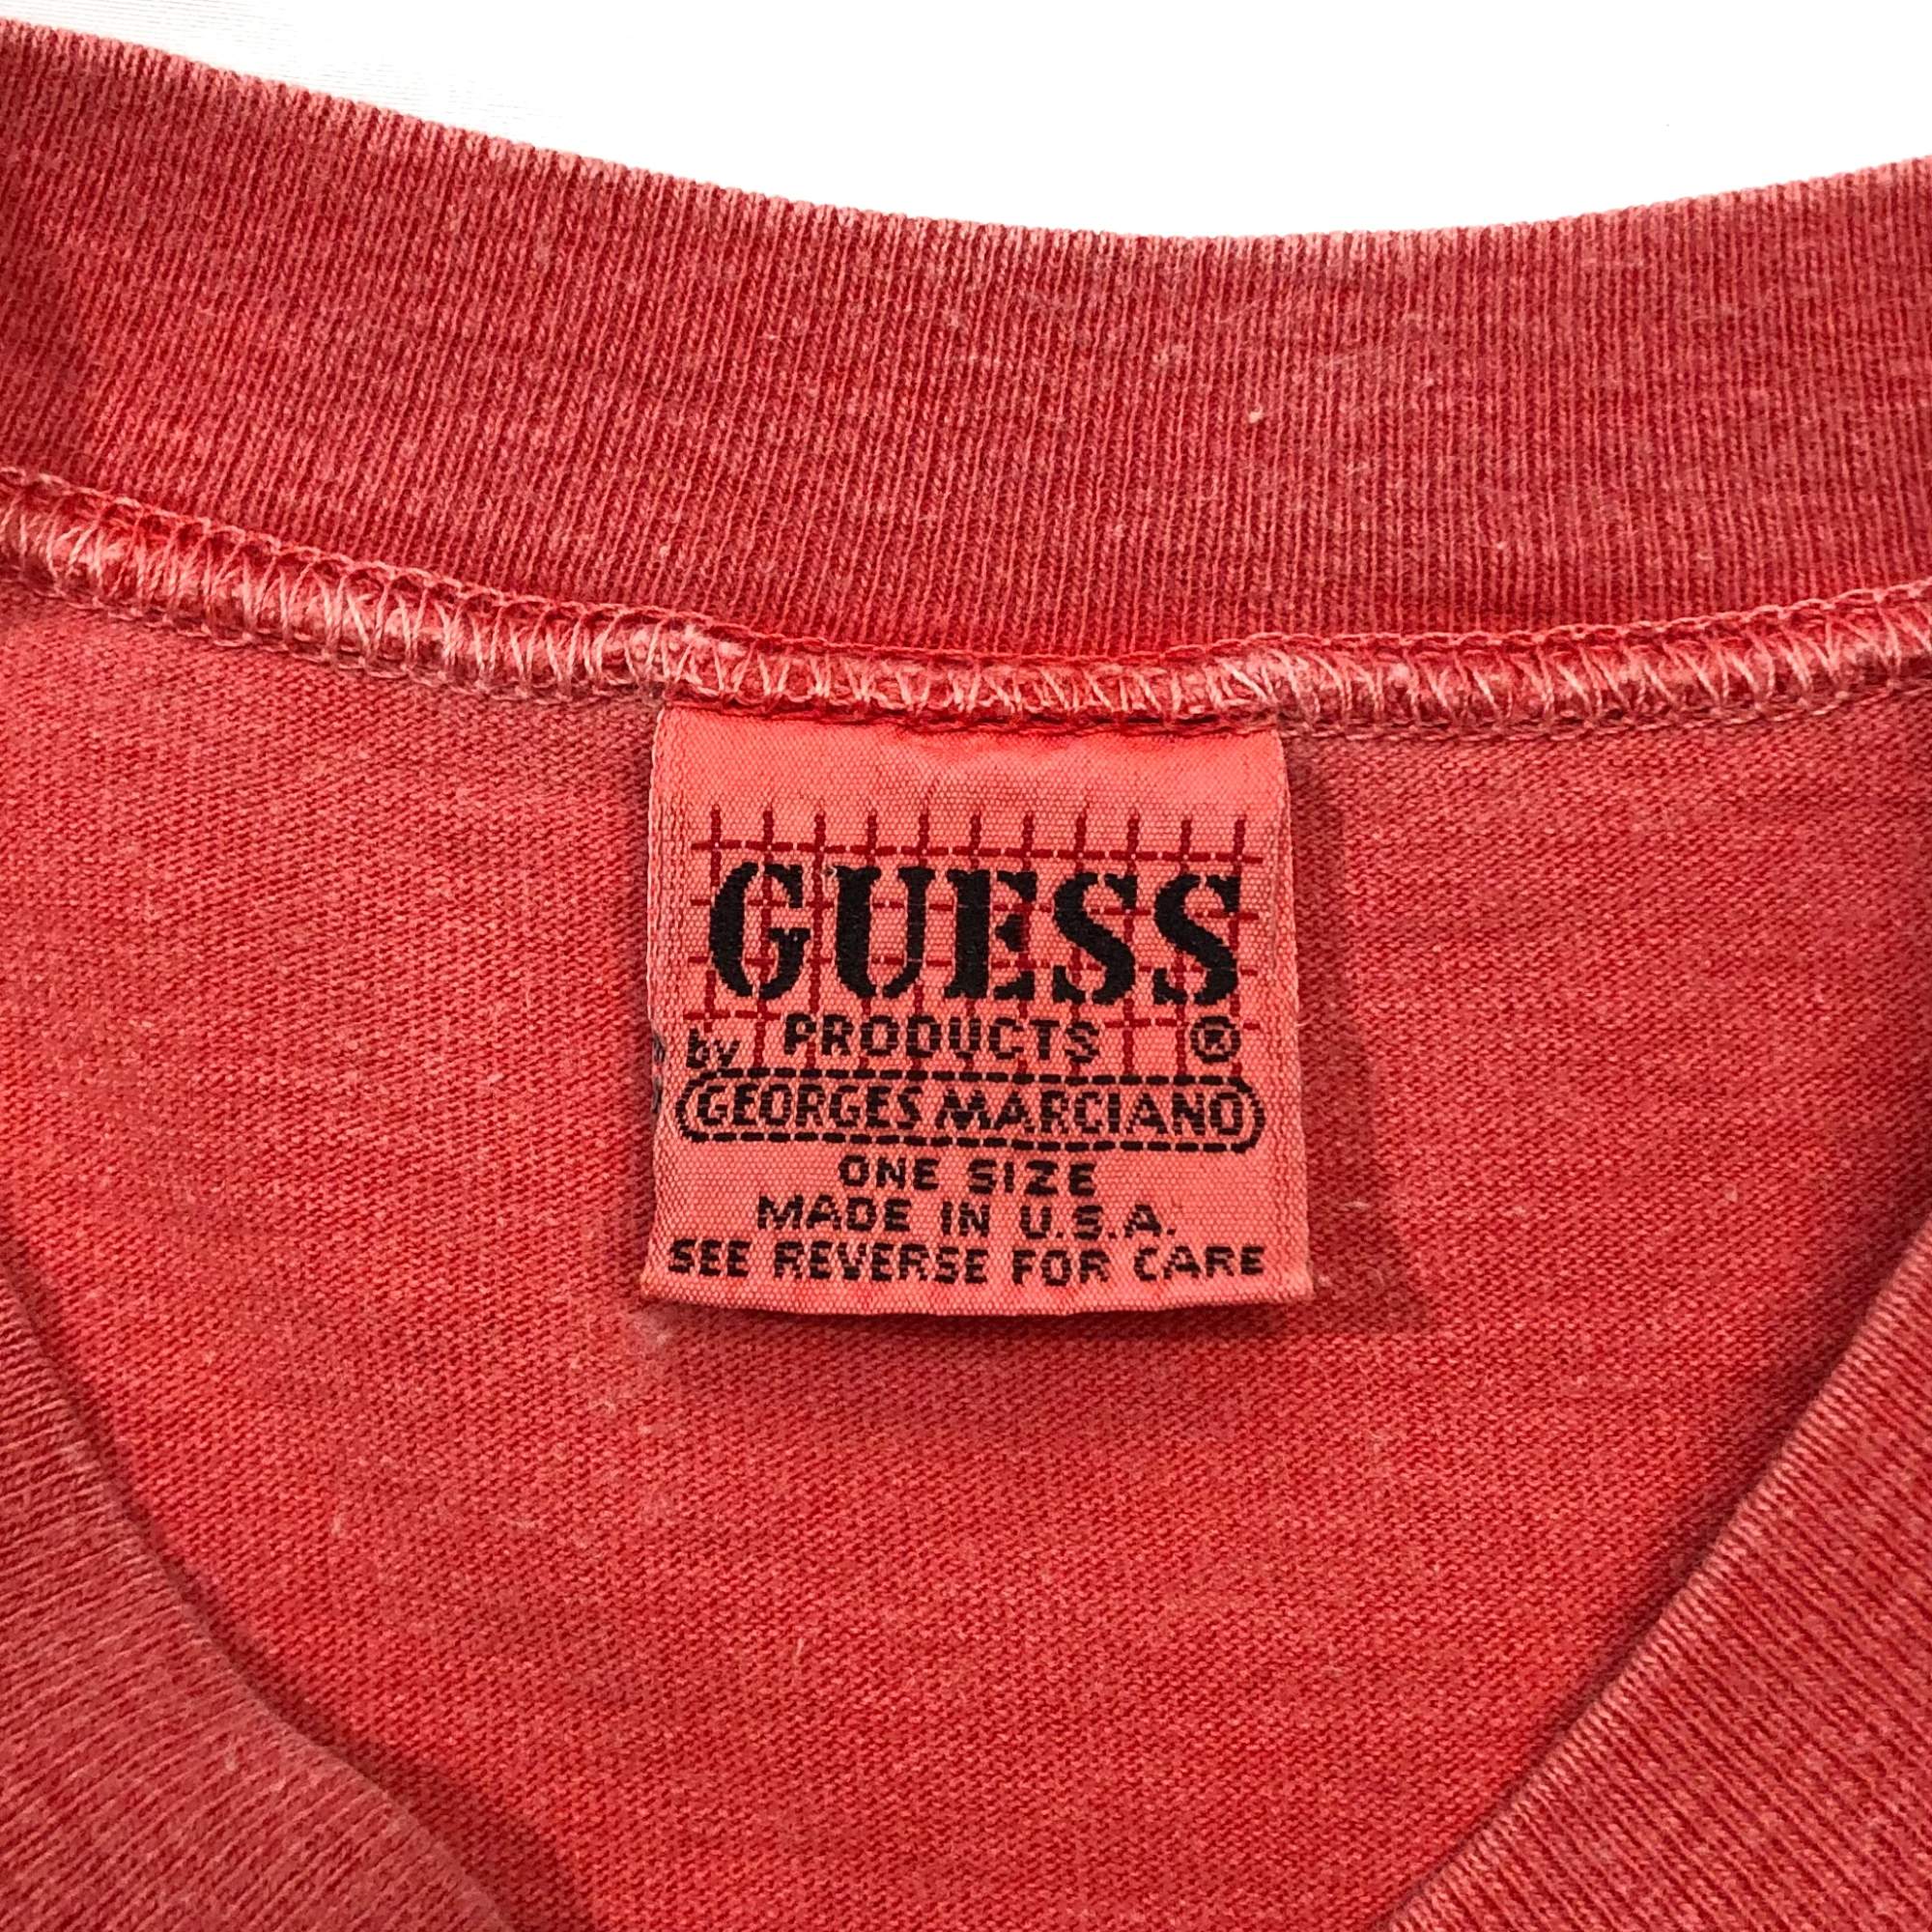 GUESS
PRODUCTS ®
by
GEORGES MARCIANO
ONE SIZE
MADE IN U.S.A.
SEE REVERSE FOR CARE